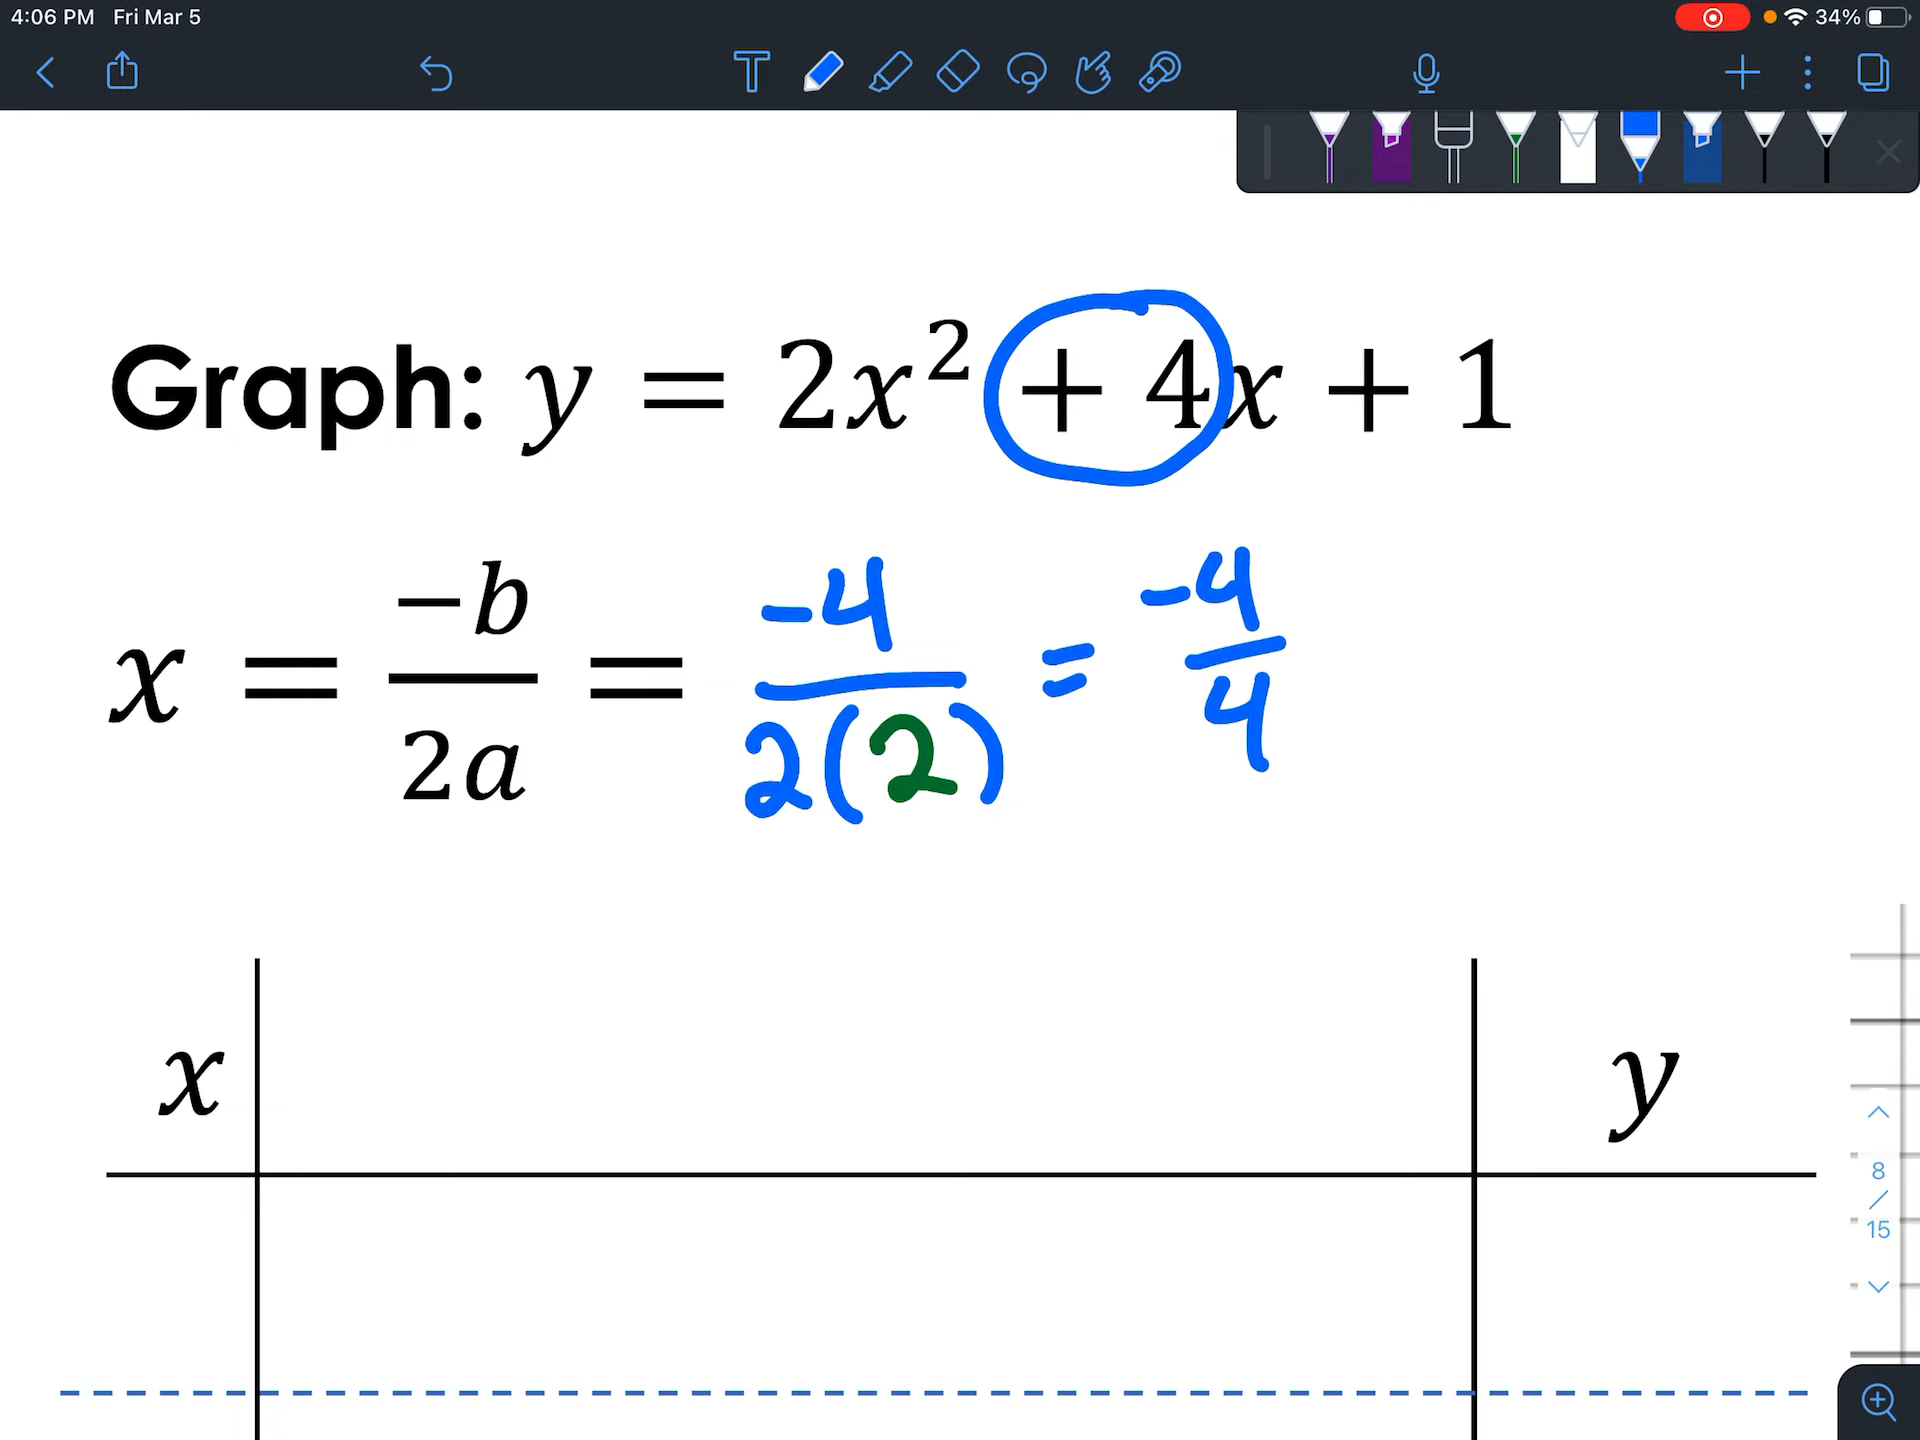 4:06 PM Fri Mar 5 34%
T
Graph: y = 2x² + 4x + 1
x = −b/2a = -4/2(2) = -4/4
x y
8
/
15